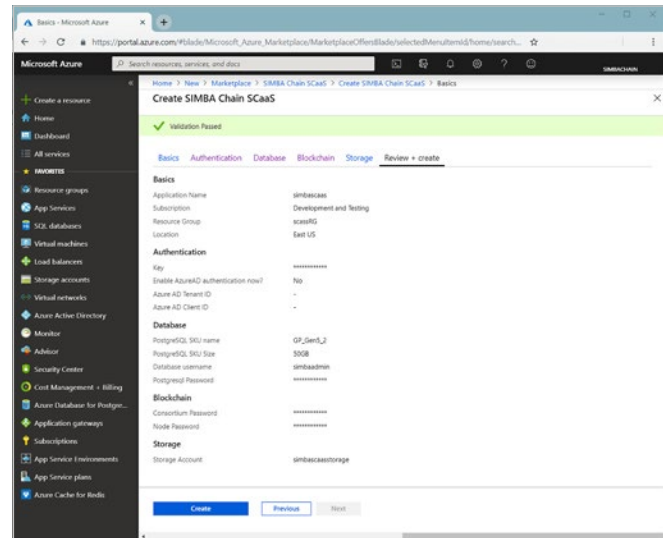 Basics - Microsoft Azure
https://portal.azure.com/#blade/Microsoft_Azure_Marketplace/MarketplaceOffersBlade/selectedMenuItemId/home/search...
Microsoft Azure
Search resources, services, and docs
SIMBACHAIN
Home > New > Marketplace > SIMBA Chain SCaaS > Create SIMBA Chain SCaaS > Basics
Create SIMBA Chain SCaaS
Validation Passed
Basics Authentication Database Blockchain Storage Review + create
Create a resource
Home
Dashboard
All services
FAVORITES
Resource groups
App Services
SQL databases
Virtual machines
Load balancers
Storage accounts
Virtual networks
Azure Active Directory
Monitor
Advisor
Security Center
Cost Management + Billing
Azure Database for Postgre...
Application gateways
Subscriptions
App Service Environments
App Service plans
Azure Cache for Redis
Basics
Application Name simbascaas
Subscription Development and Testing
Resource Group scassRG
Location East US
Authentication
Key ************
Enable AzureAD authentication now? No
Azure AD Tenant ID -
Azure AD Client ID -
Database
PostgreSQL SKU name GP_Gen5_2
PostgreSQL SKU Size 50GB
Database username simbaadmin
Postgresql Password ************
Blockchain
Consortium Password ************
Node Password ************
Storage
Storage Account simbascaasstorage
Create Previous Next